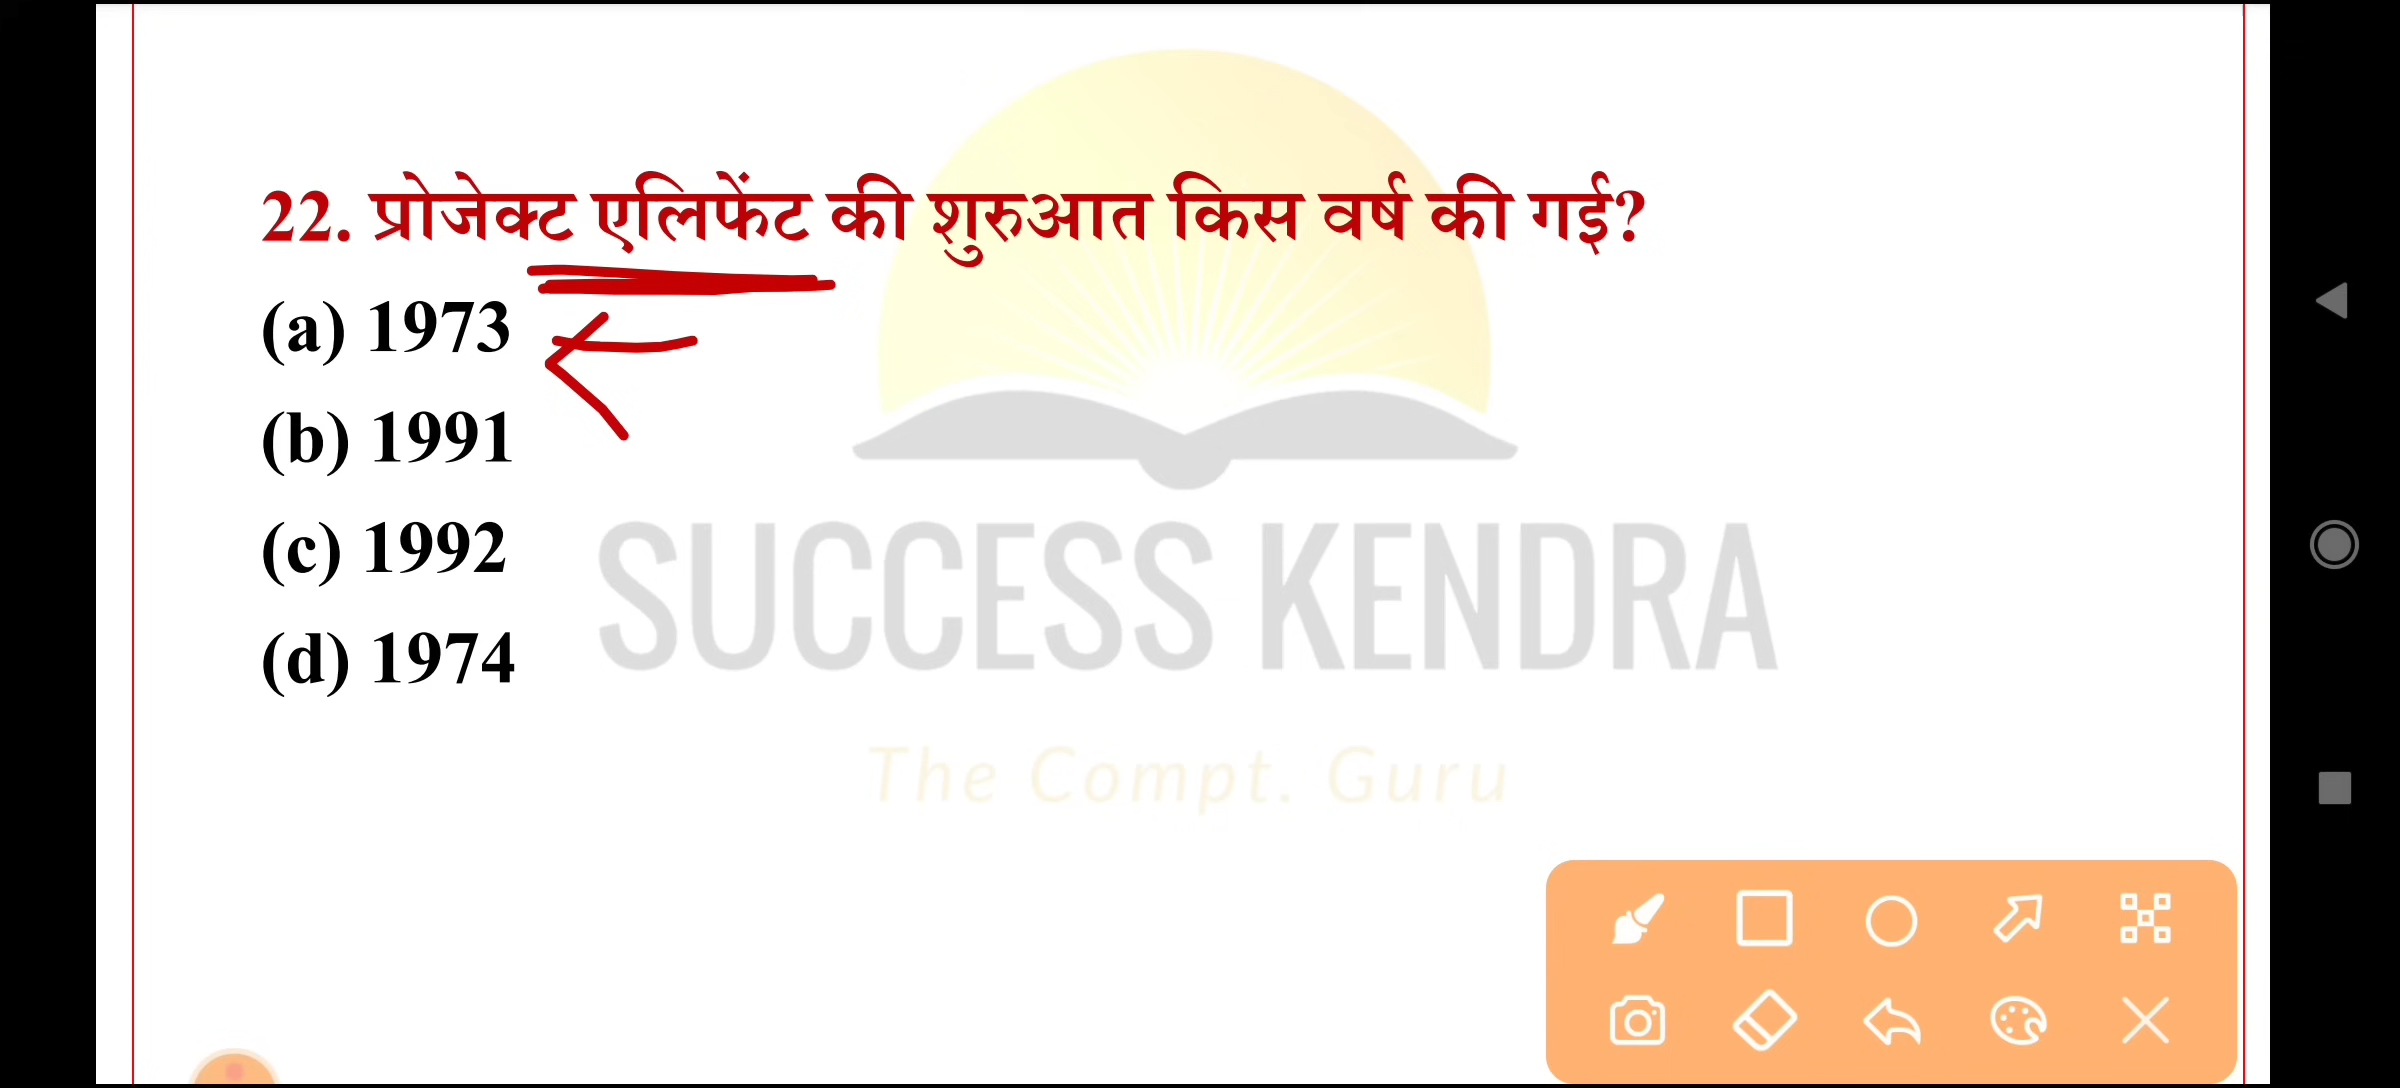 22. प्रोजेक्ट एलिफेंट की शुरुआत किस वर्ष की गई?
(a) 1973
(b) 1991
(c) 1992
(d) 1974
SUCCESS KENDRA
The Compt. Guru